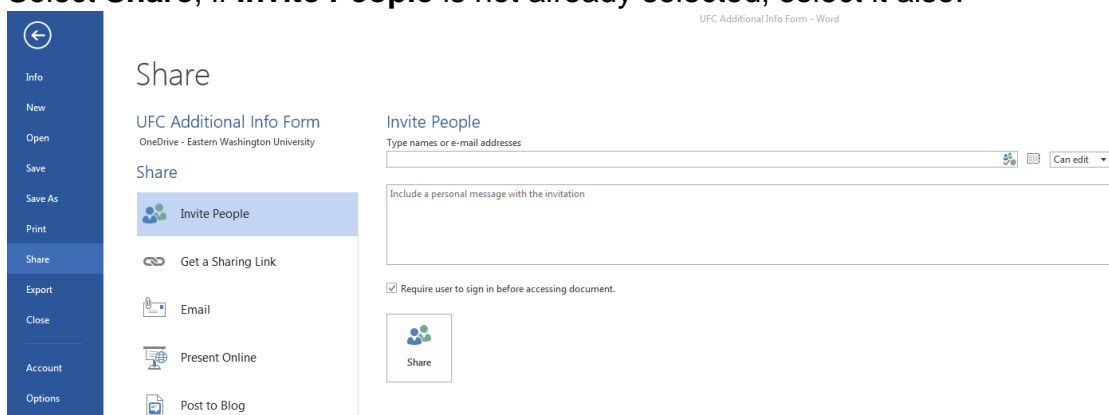 Select Share, if Invite People is not already selected, select it also.
UFC Additional Info Form - Word
Info
New
Open
Save
Save As
Print
Share
Export
Close
Account
Options
Share
UFC Additional Info Form
OneDrive - Eastern Washington University
Share
Invite People
Get a Sharing Link
Email
Present Online
Post to Blog
Invite People
Type names or e-mail addresses
Can edit
Include a personal message with the invitation
Require user to sign in before accessing document.
Share